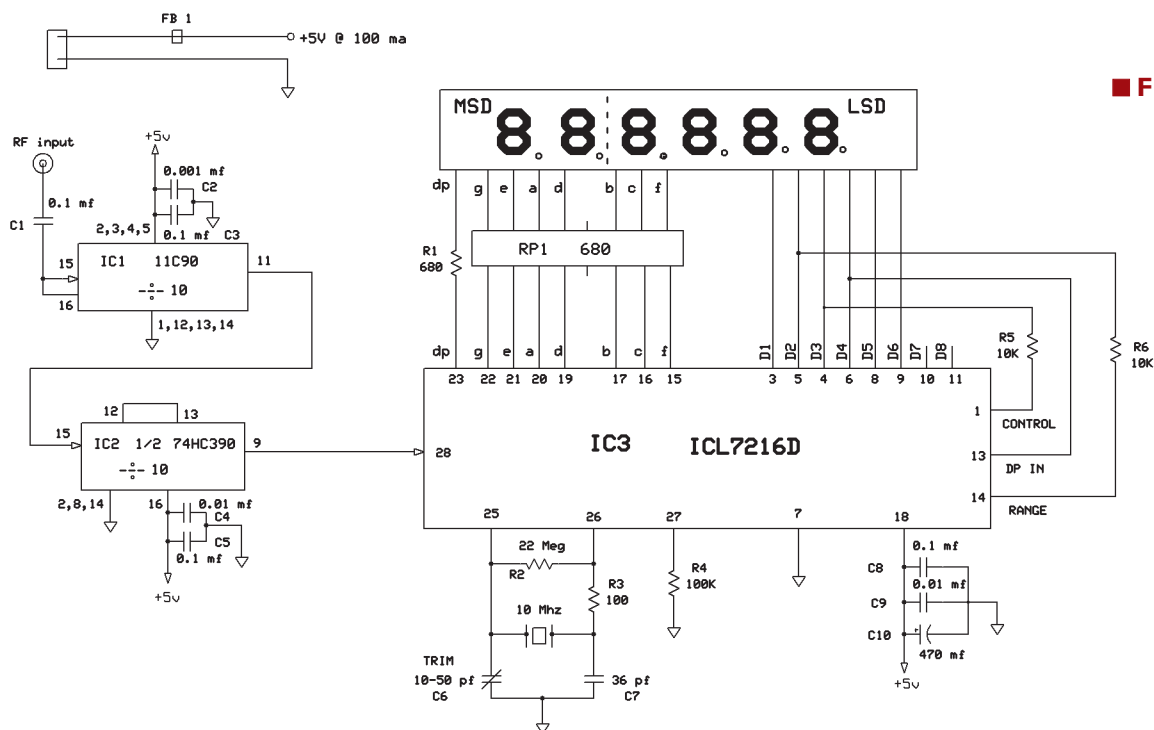 FB 1
+5V @ 100 ma
F
MSD
LSD
8. 8. 8. 8. 8. 8.
dp g e a d b c f
R1
680
RP1 680
dp g e a d b c f
D1 D2 D3 D4 D5 D6 D7 D8
23 22 21 20 19 17 16 15 3 5 4 6 8 9 10 11
R5
10K
R6
10K
RF input
0.1 mf
C1
+5v
0.001 mf
C2
0.1 mf C3
2,3,4,5
15
IC1 11C90
÷ 10
11
16
1,12,13,14
12 13
15
IC2 1/2 74HC390
÷ 10
9
2,8,14
16
0.01 mf
C4
C5
0.1 mf
+5v
28
IC3 ICL7216D
1
CONTROL
13
DP IN
14
RANGE
25 26 27 7 18
22 Meg
R2
R3
100
10 Mhz
TRIM
10-50 pf
C6
36 pf
C7
R4
100K
0.1 mf
C8
0.01 mf
C9
C10
+
470 mf
+5v